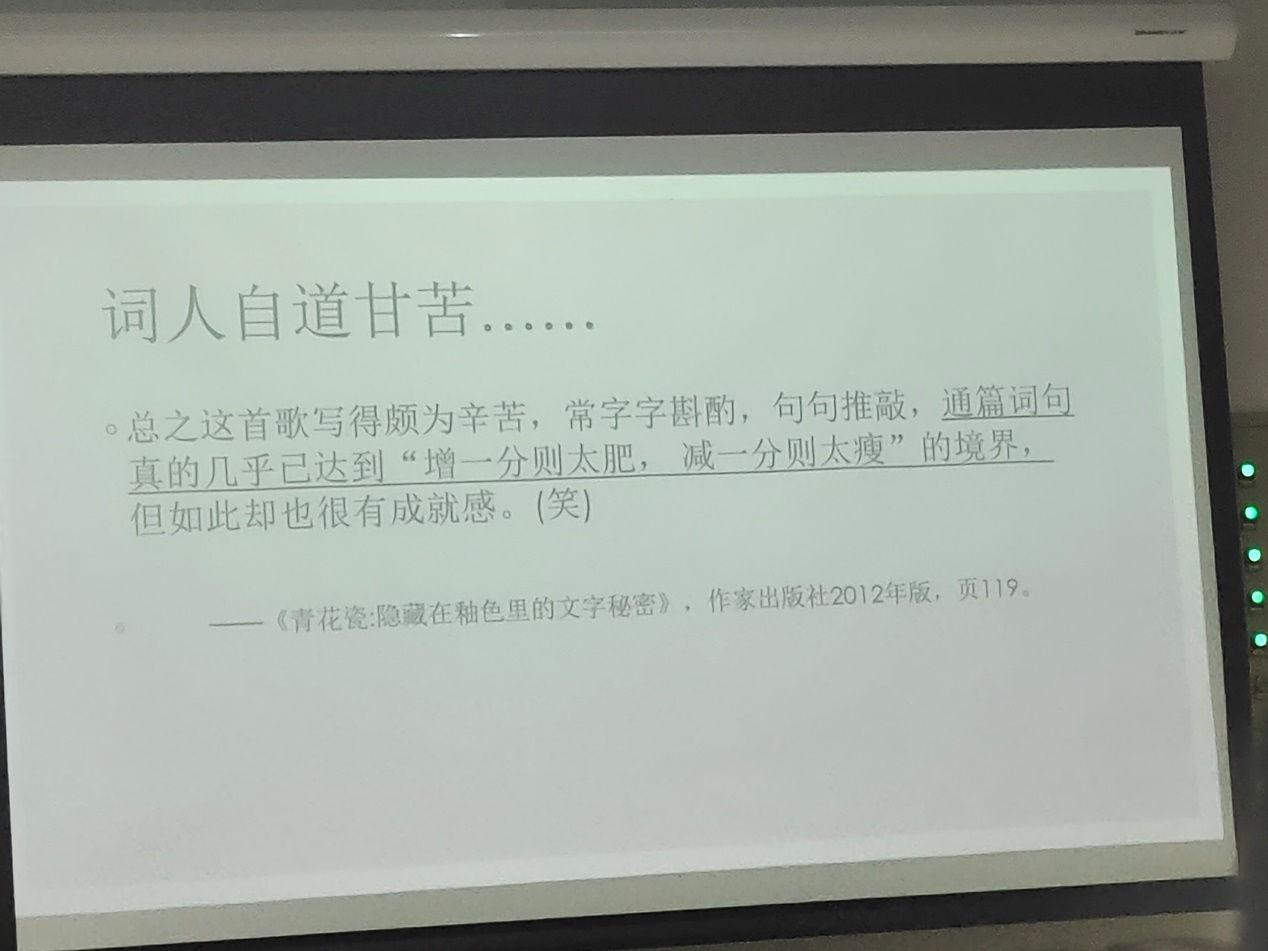 词人自道甘苦……
总之这首歌写得颇为辛苦，常字字斟酌，句句推敲，通篇词句
真的几乎已达到“增一分则太肥， 减一分则太瘦”的境界，
但如此却也很有成就感。(笑)
——《青花瓷:隐藏在釉色里的文字秘密》，作家出版社2012年版，页119。